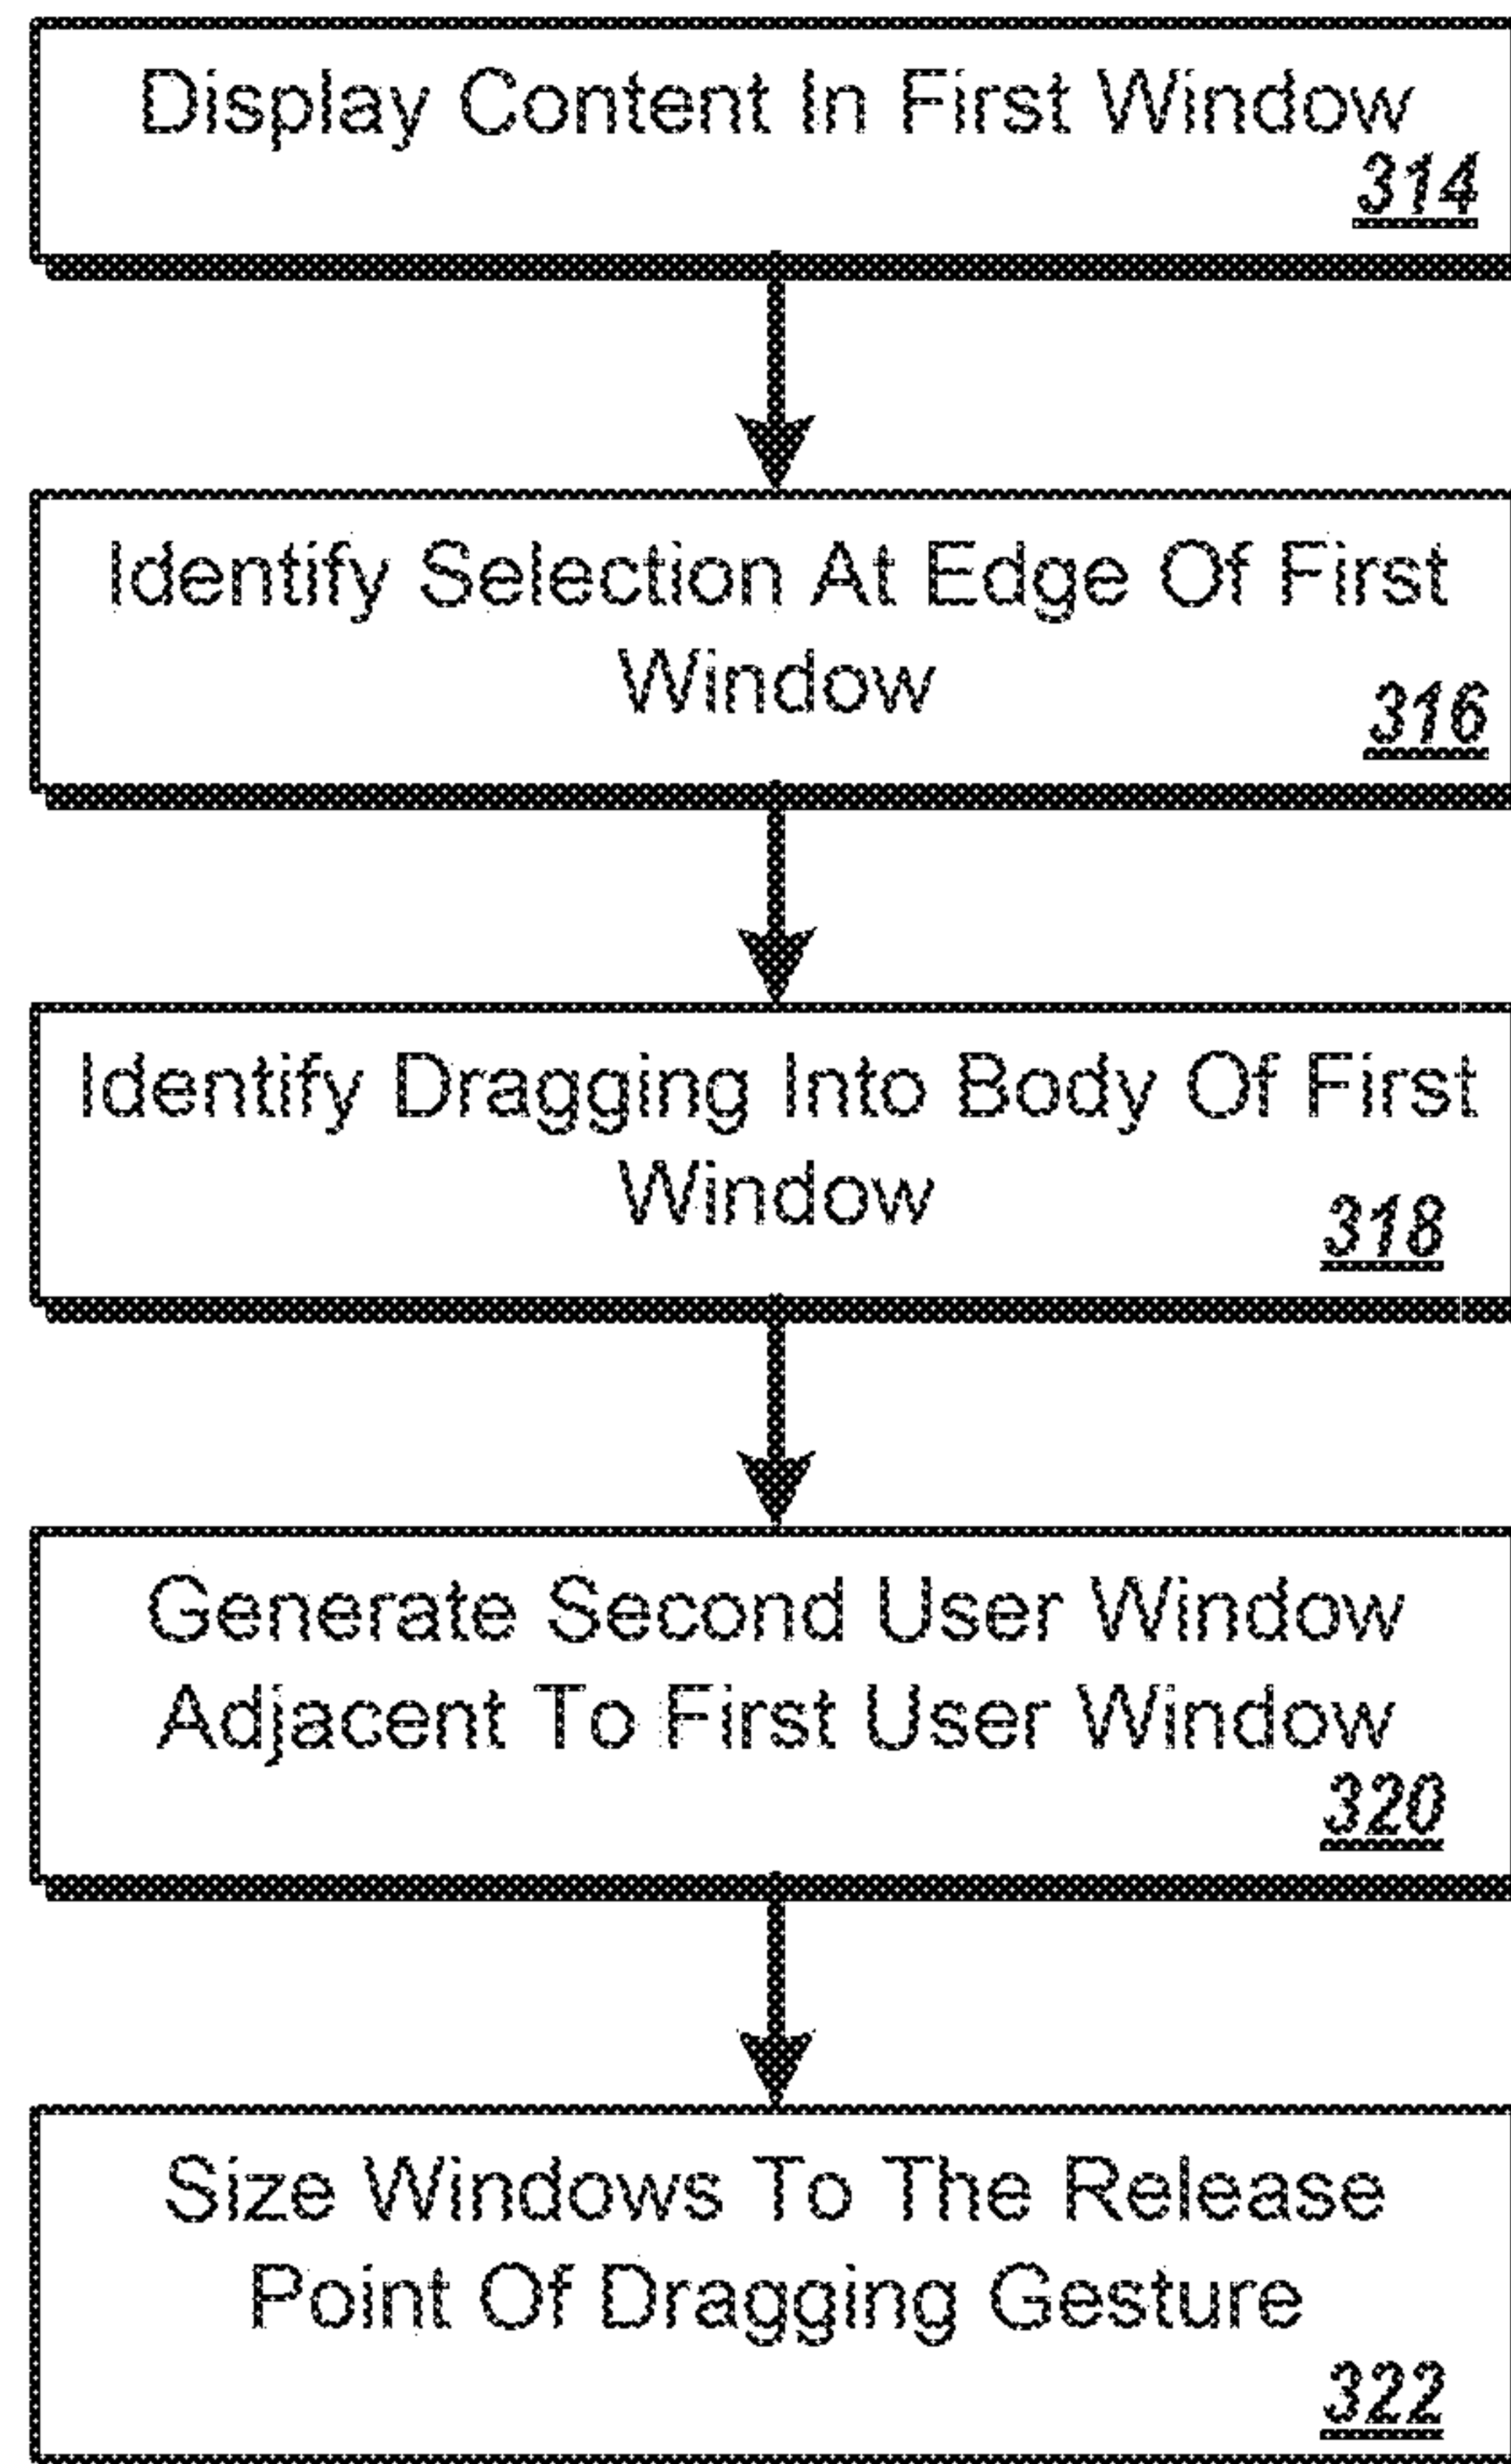 Display Content In First Window
314
Identify Selection At Edge Of First
Window
316
Identify Dragging Into Body Of First
Window
318
Generate Second User Window
Adjacent To First User Window
320
Size Windows To The Release
Point Of Dragging Gesture
322